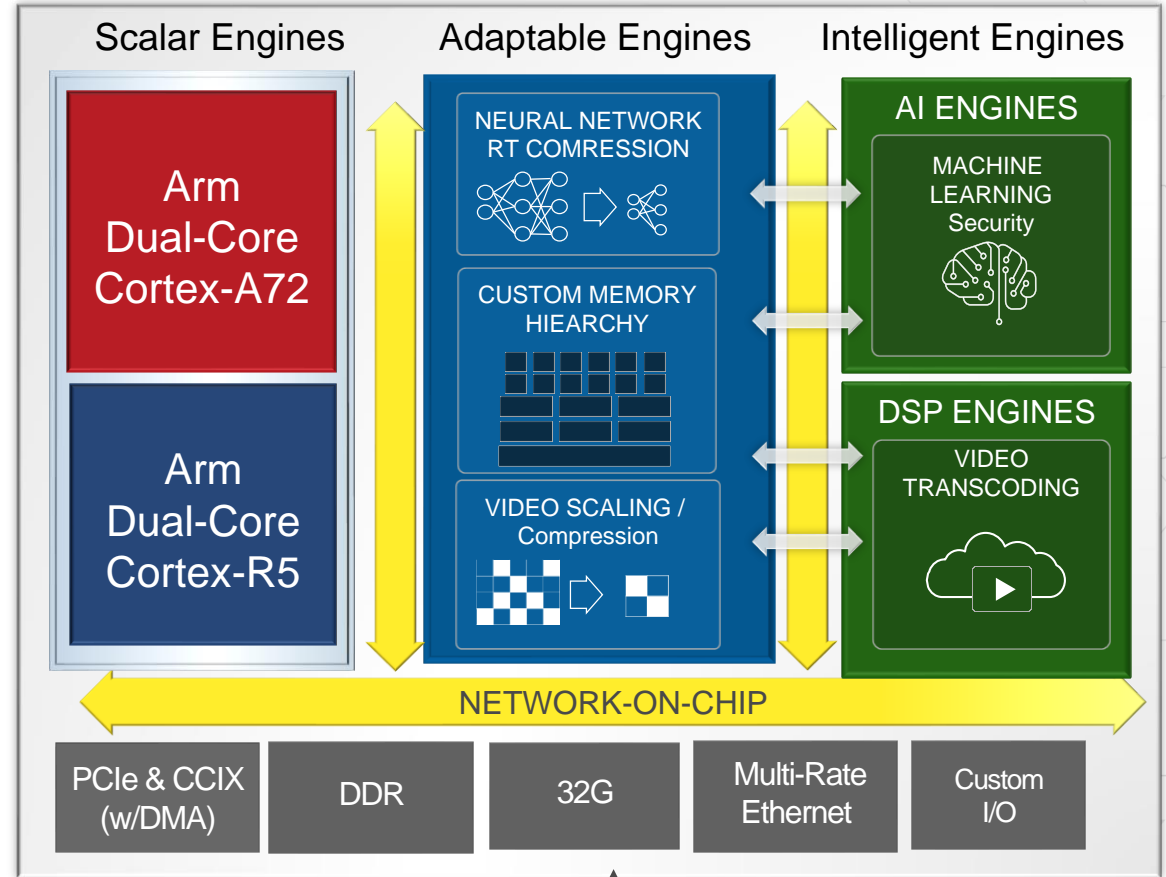 Scalar Engines
Adaptable Engines
Intelligent Engines
Arm
Dual-Core
Cortex-A72
Arm
Dual-Core
Cortex-R5
NEURAL NETWORK
RT COMRESSION
CUSTOM MEMORY
HIEARCHY
VIDEO SCALING /
Compression
AI ENGINES
MACHINE
LEARNING
Security
DSP ENGINES
VIDEO
TRANSCODING
NETWORK-ON-CHIP
PCIe & CCIX
(w/DMA)
DDR
32G
Multi-Rate
Ethernet
Custom
I/O